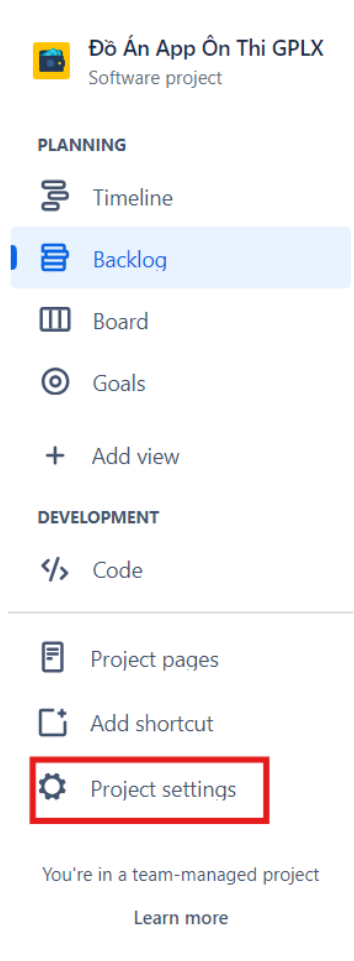 Đồ Án App Ôn Thi GPLX
Software project
PLANNING
Timeline
Backlog
Board
Goals
Add view
DEVELOPMENT
Code
Project pages
Add shortcut
Project settings
You're in a team-managed project
Learn more